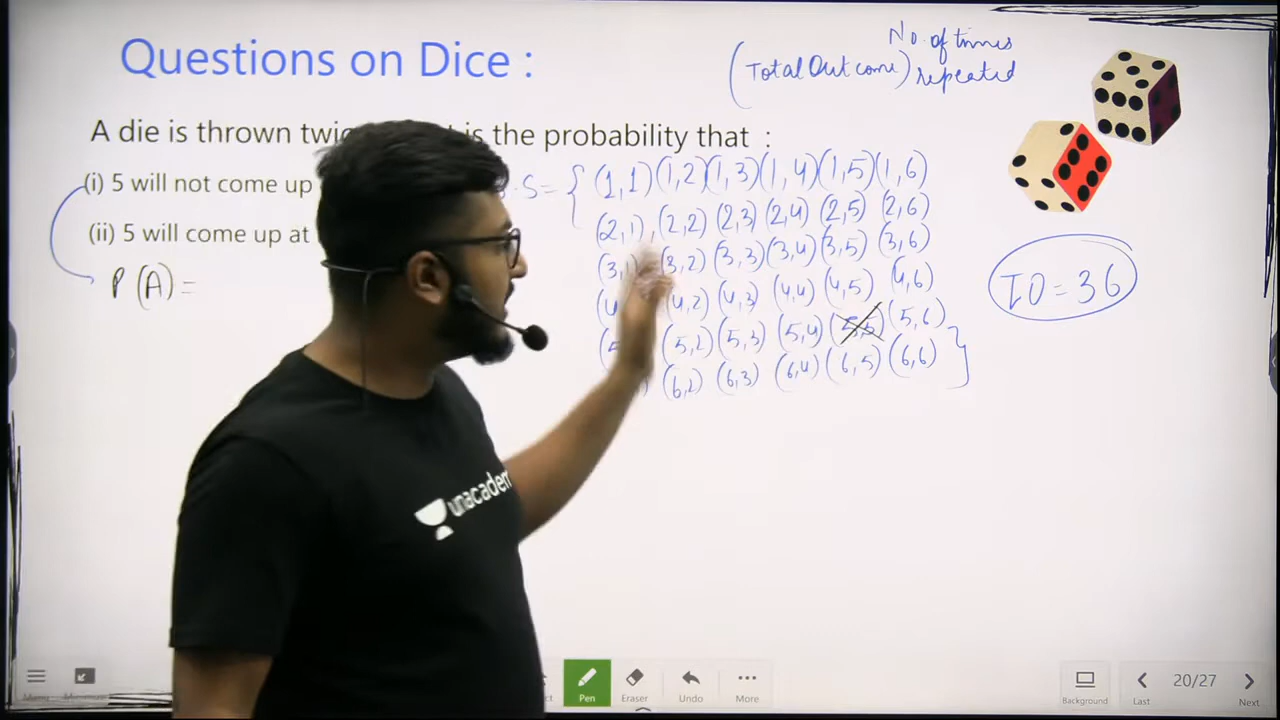 Questions on Dice :
(Total Outcome) No. of times repeated
A die is thrown is the probability that :
(i) 5 will not come up
(ii) 5 will come up at
P(A) =
S = { (1,1) (1,2) (1,3) (1,4) (1,5) (1,6)
(2,1), (2,2) (2,3) (2,4) (2,5) (2,6)
(3,1) (3,2) (3,3) (3,4) (3,5) (3,6)
(4,2) (4,3) (4,4) (4,5) (4,6)
(5,2) (5,3) (5,4) (5,5) (5,6)
(6,2) (6,3) (6,4) (6,5) (6,6) }
TO = 36
unacadem
Pen
Eraser
Undo
More
Background
Last
20/27
Next